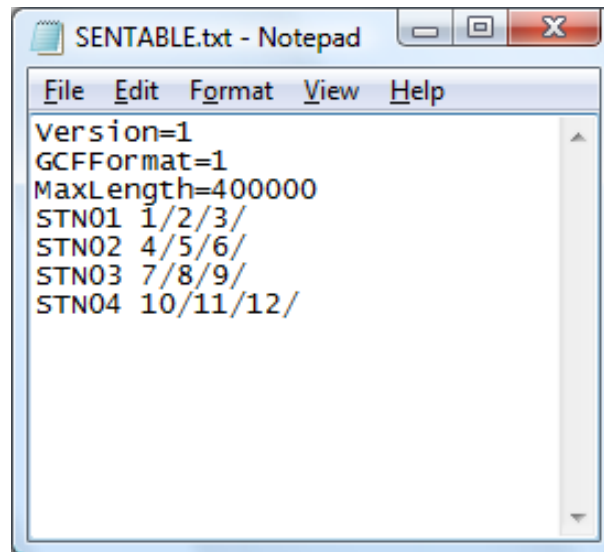 SENTABLE.txt - Notepad
File Edit Format View Help
Version=1
GCFFormat=1
MaxLength=400000
STN01 1/2/3/
STN02 4/5/6/
STN03 7/8/9/
STN04 10/11/12/